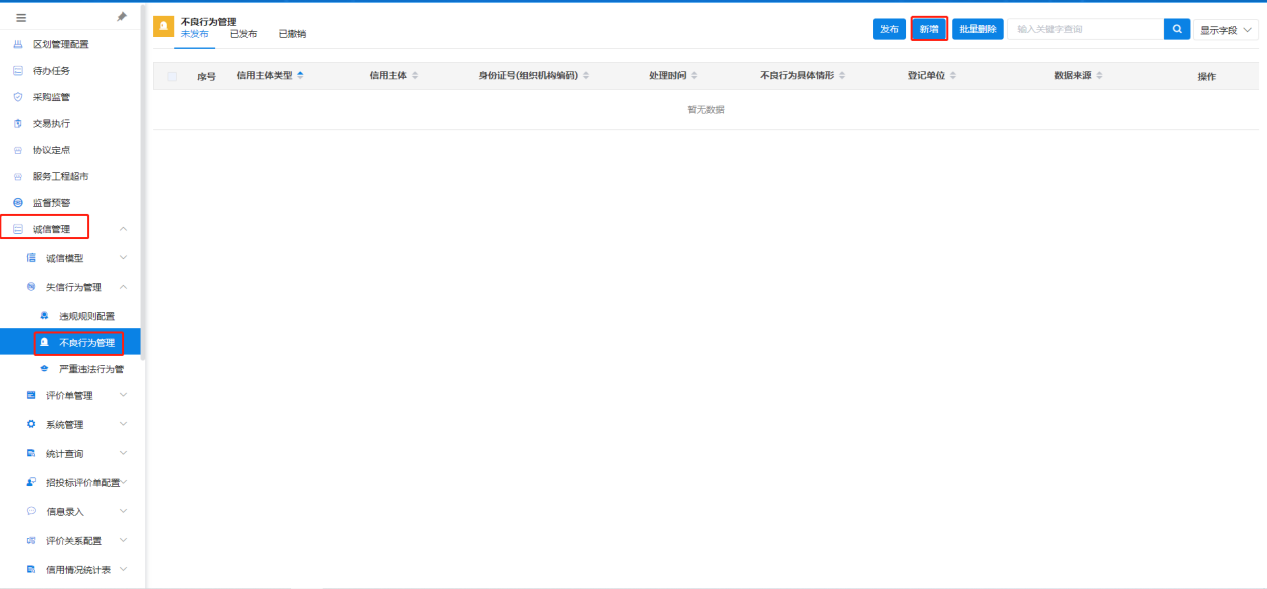 区划管理配置
待办任务
采购监管
交易执行
协议定点
服务工程超市
监督预警
诚信管理
诚信模型
失信行为管理
违规规则配置
不良行为管理
严重违法行为管
评价单管理
系统管理
统计查询
招投标评价单配置
信息录入
评价关系配置
信用情况统计表
不良行为管理
未发布 已发布 已撤销
发布 新增 批量删除 输入关键字查询 显示字段
序号 信用主体类型 信用主体 身份证号(组织机构编码) 处理时间 不良行为具体情形 登记单位 数据来源 操作
暂无数据